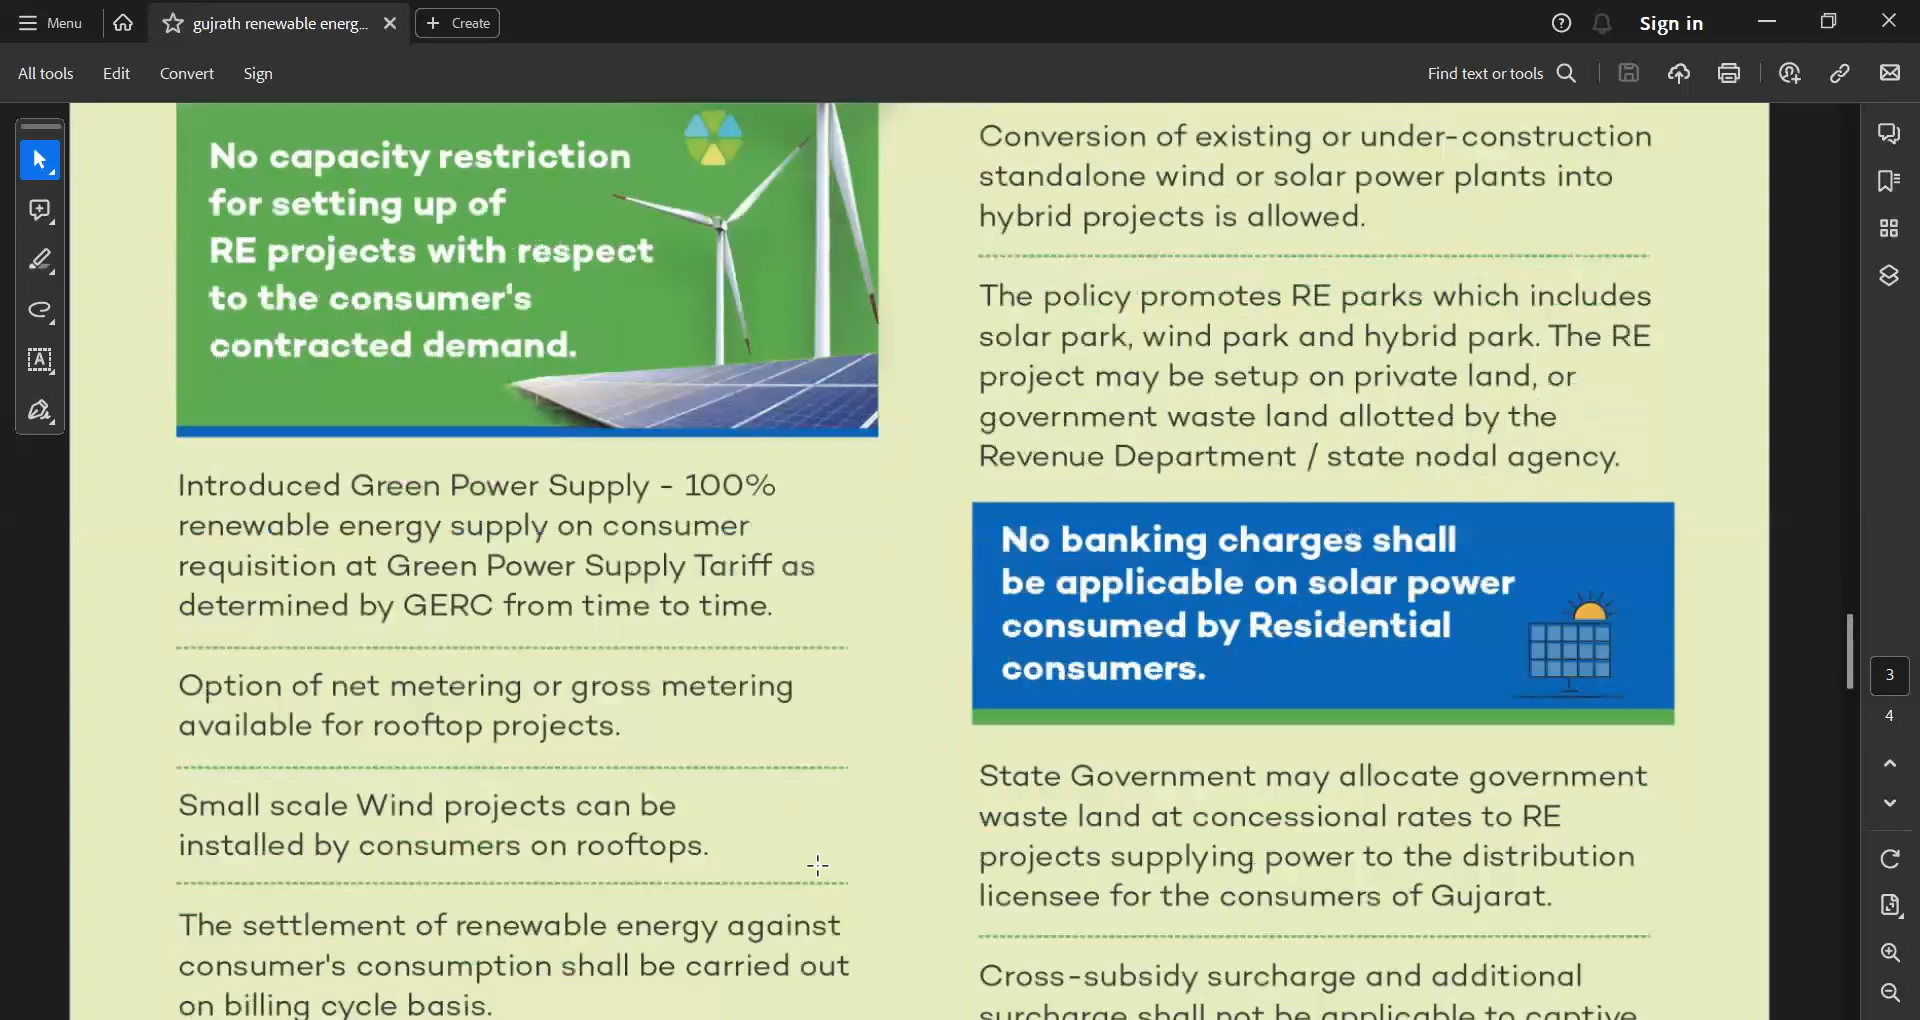 Menu
gujrath renewable energ...
Create
Sign in
All tools
Edit
Convert
Sign
Find text or tools
No capacity restriction
for setting up of
RE projects with respect
to the consumer's
contracted demand.
Introduced Green Power Supply - 100%
renewable energy supply on consumer
requisition at Green Power Supply Tariff as
determined by GERC from time to time.
Option of net metering or gross metering
available for rooftop projects.
Small scale Wind projects can be
installed by consumers on rooftops.
The settlement of renewable energy against
consumer's consumption shall be carried out
on billing cycle basis.
Conversion of existing or under-construction
standalone wind or solar power plants into
hybrid projects is allowed.
The policy promotes RE parks which includes
solar park, wind park and hybrid park. The RE
project may be setup on private land, or
government waste land allotted by the
Revenue Department / state nodal agency.
No banking charges shall
be applicable on solar power
consumed by Residential
consumers.
State Government may allocate government
waste land at concessional rates to RE
projects supplying power to the distribution
licensee for the consumers of Gujarat.
Cross-subsidy surcharge and additional
surcharge shall not be applicable to captive
3
4